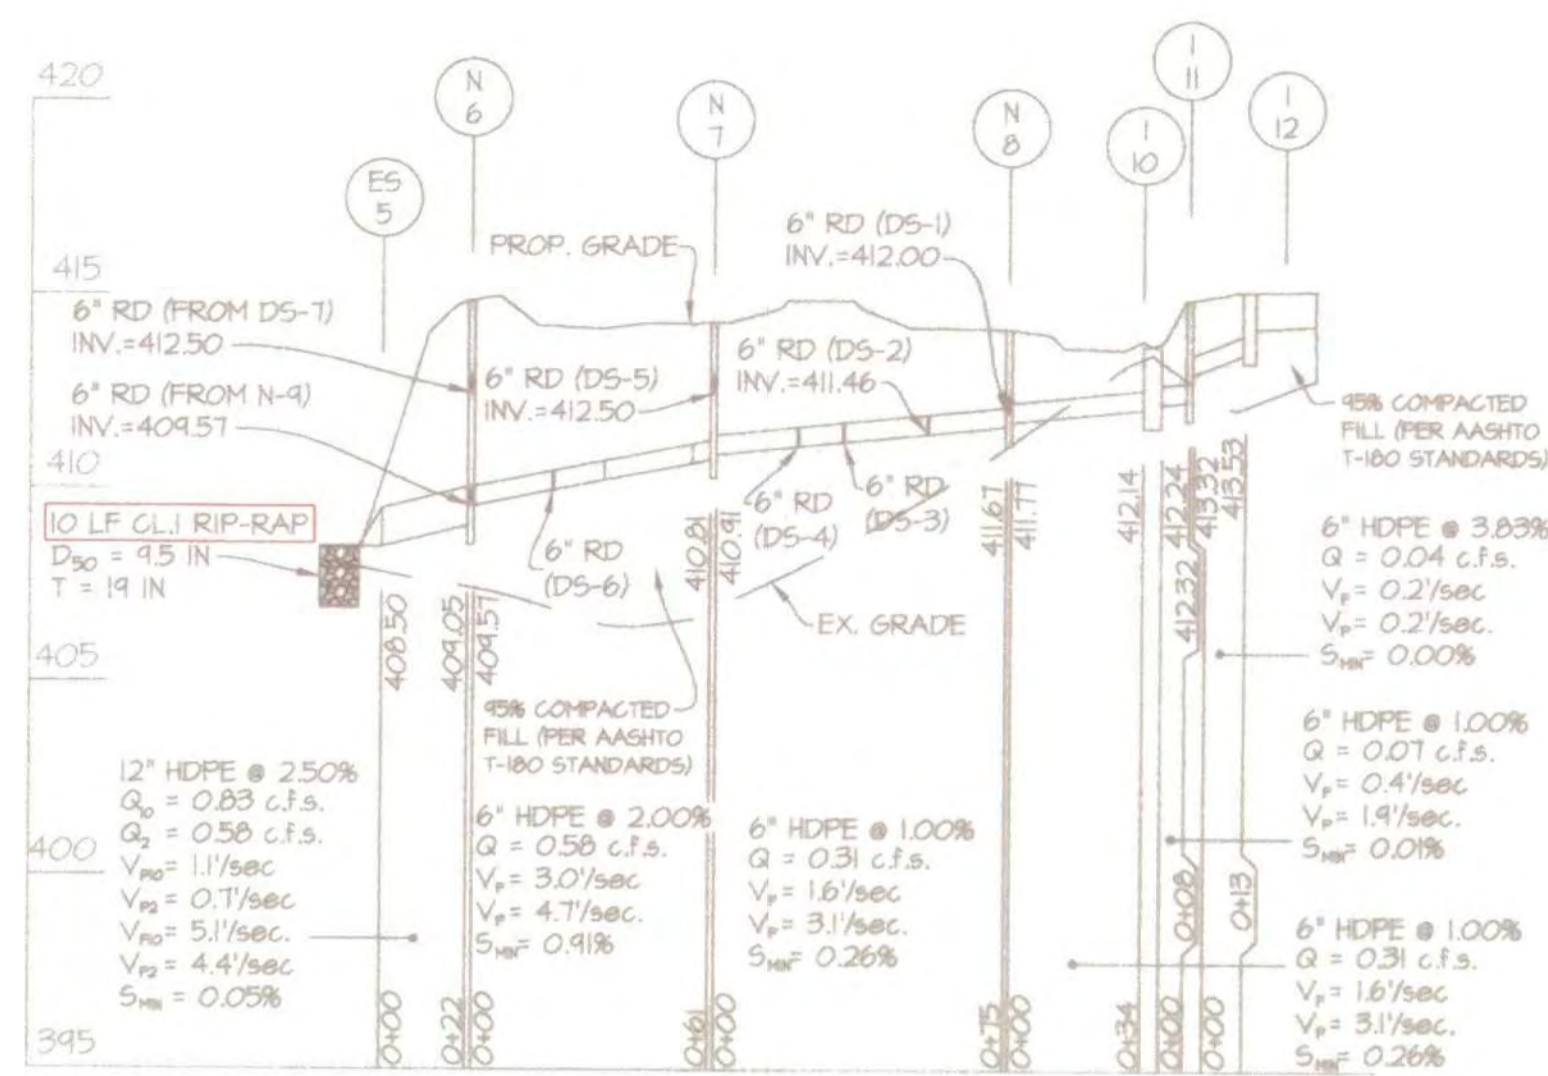 420
415
410
405
400
395
ES
5
N
6
N
7
N
8
I
10
I
11
I
12
PROP. GRADE
6" RD (DS-1)
INV.=412.00
6" RD (FROM DS-7)
INV.=412.50
6" RD (FROM N-9)
INV.=409.57
6" RD (DS-5)
INV.=412.50
6" RD (DS-2)
INV.=411.46
95% COMPACTED
FILL (PER AASHTO
T-180 STANDARDS)
10 LF CL.1 RIP-RAP
D50 = 9.5 IN
T = 19 IN
6" RD
(DS-6)
6" RD
(DS-4)
6" RD
(DS-3)
EX. GRADE
95% COMPACTED
FILL (PER AASHTO
T-180 STANDARDS)
408.50
409.05
409.57
410.81
410.91
411.67
411.77
412.14
412.24
412.32
413.32
413.53
12" HDPE @ 2.50%
Q10 = 0.83 c.f.s.
Q2 = 0.58 c.f.s.
VP10= 1.1'/sec
VP2 = 0.7'/sec
VF10= 5.1'/sec.
VF2 = 4.4'/sec
SMIN = 0.05%
6" HDPE @ 2.00%
Q = 0.58 c.f.s.
VF = 3.0'/sec
VP = 4.7'/sec.
SMIN= 0.91%
6" HDPE @ 1.00%
Q = 0.31 c.f.s.
VF = 1.6'/sec
VP = 3.1'/sec.
SMIN= 0.26%
6" HDPE @ 3.83%
Q = 0.04 c.f.s.
VF = 0.2'/sec
VP = 0.2'/sec.
SMIN= 0.00%
6" HDPE @ 1.00%
Q = 0.07 c.f.s.
VF = 0.4'/sec
VP = 1.9'/sec.
SMIN= 0.01%
6" HDPE @ 1.00%
Q = 0.31 c.f.s.
VF = 1.6'/sec
VP = 3.1'/sec.
SMIN= 0.26%
0+00
0+22
0+00
0+61
0+00
0+75
0+00
0+34
0+00
0+08
0+00
0+13